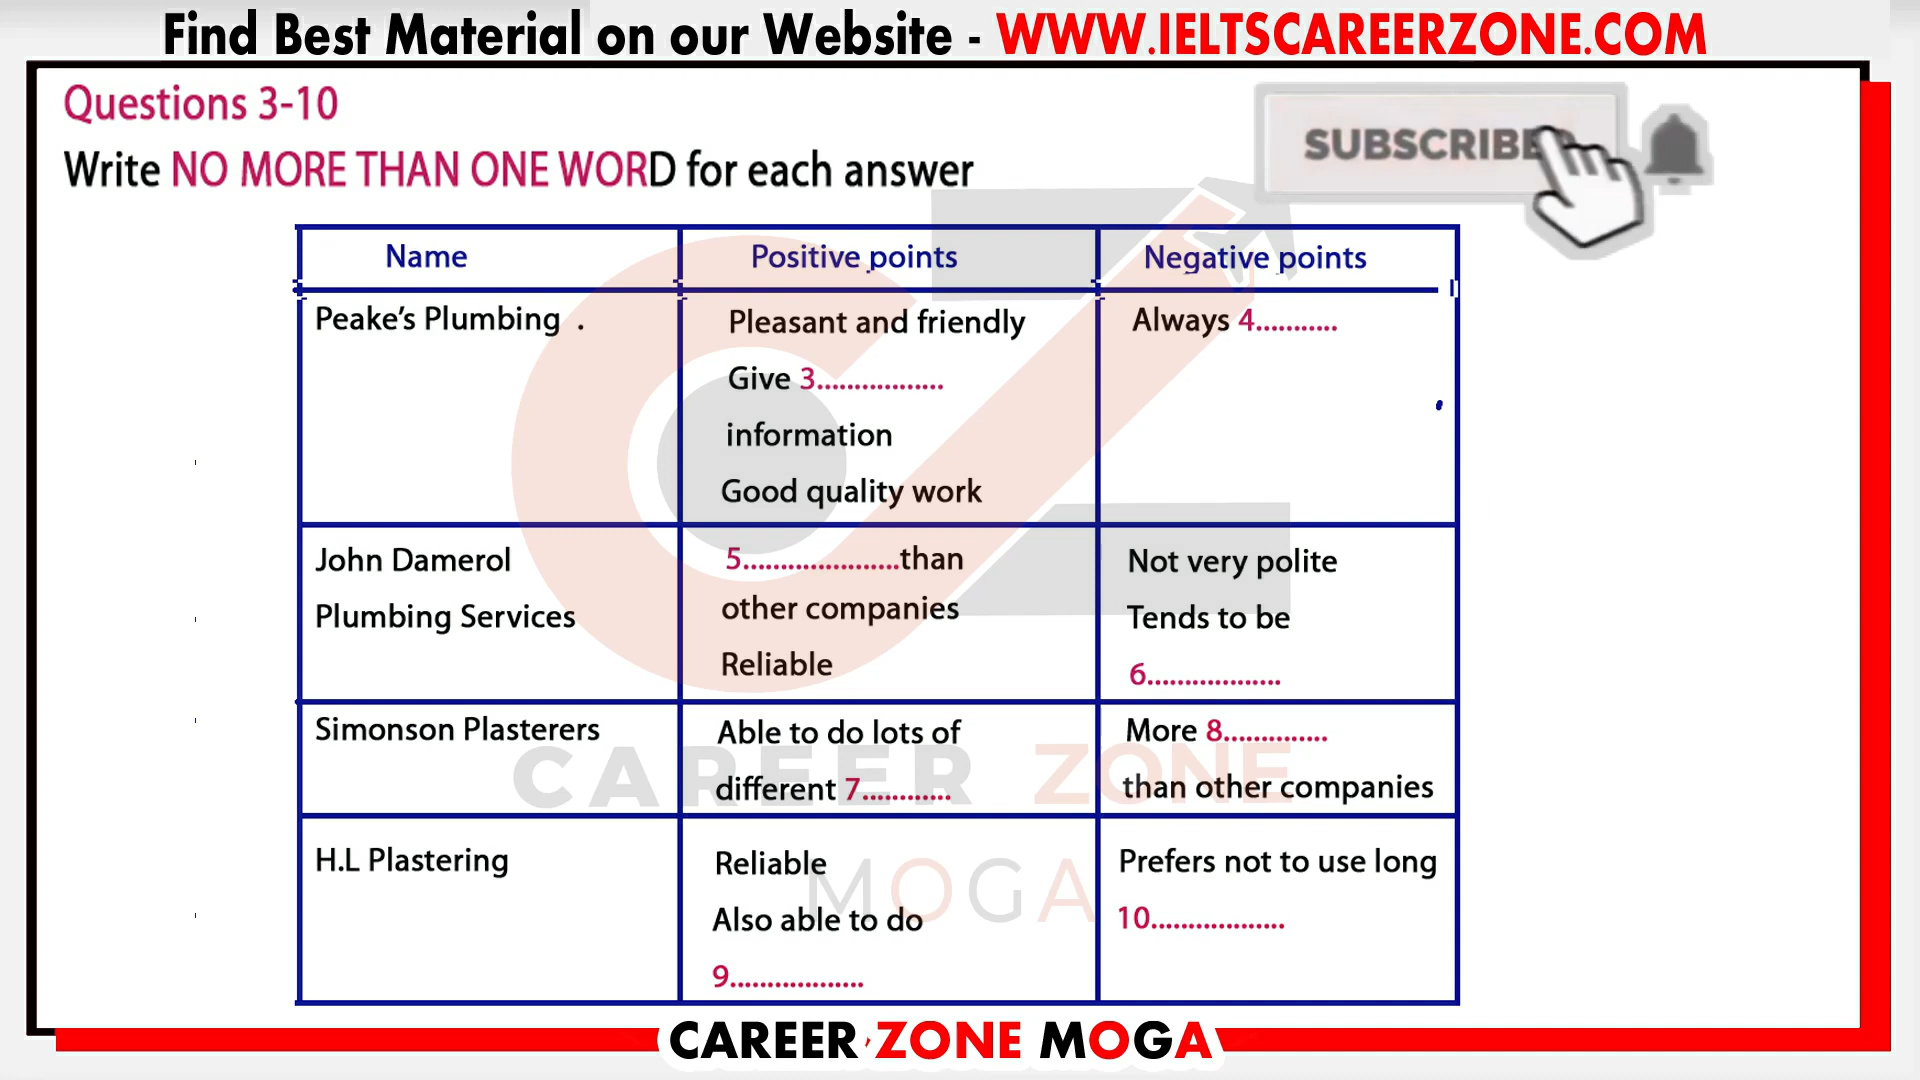 Find Best Material on our Website - WWW.IELTSCAREERZONE.COM
Questions 3-10
SUBSCRIBE
Write NO MORE THAN ONE WORD for each answer
Name Positive points Negative points
Peake's Plumbing . Pleasant and friendly Always 4...........
Give 3.................
information
Good quality work
John Damerol 5.....................than Not very polite
Plumbing Services other companies Tends to be
Reliable 6..................
Simonson Plasterers Able to do lots of More 8..............
different 7............ than other companies
CAREER ZONE
H.L Plastering Reliable Prefers not to use long
MOGA
Also able to do 10..................
9..................
CAREER ZONE MOGA